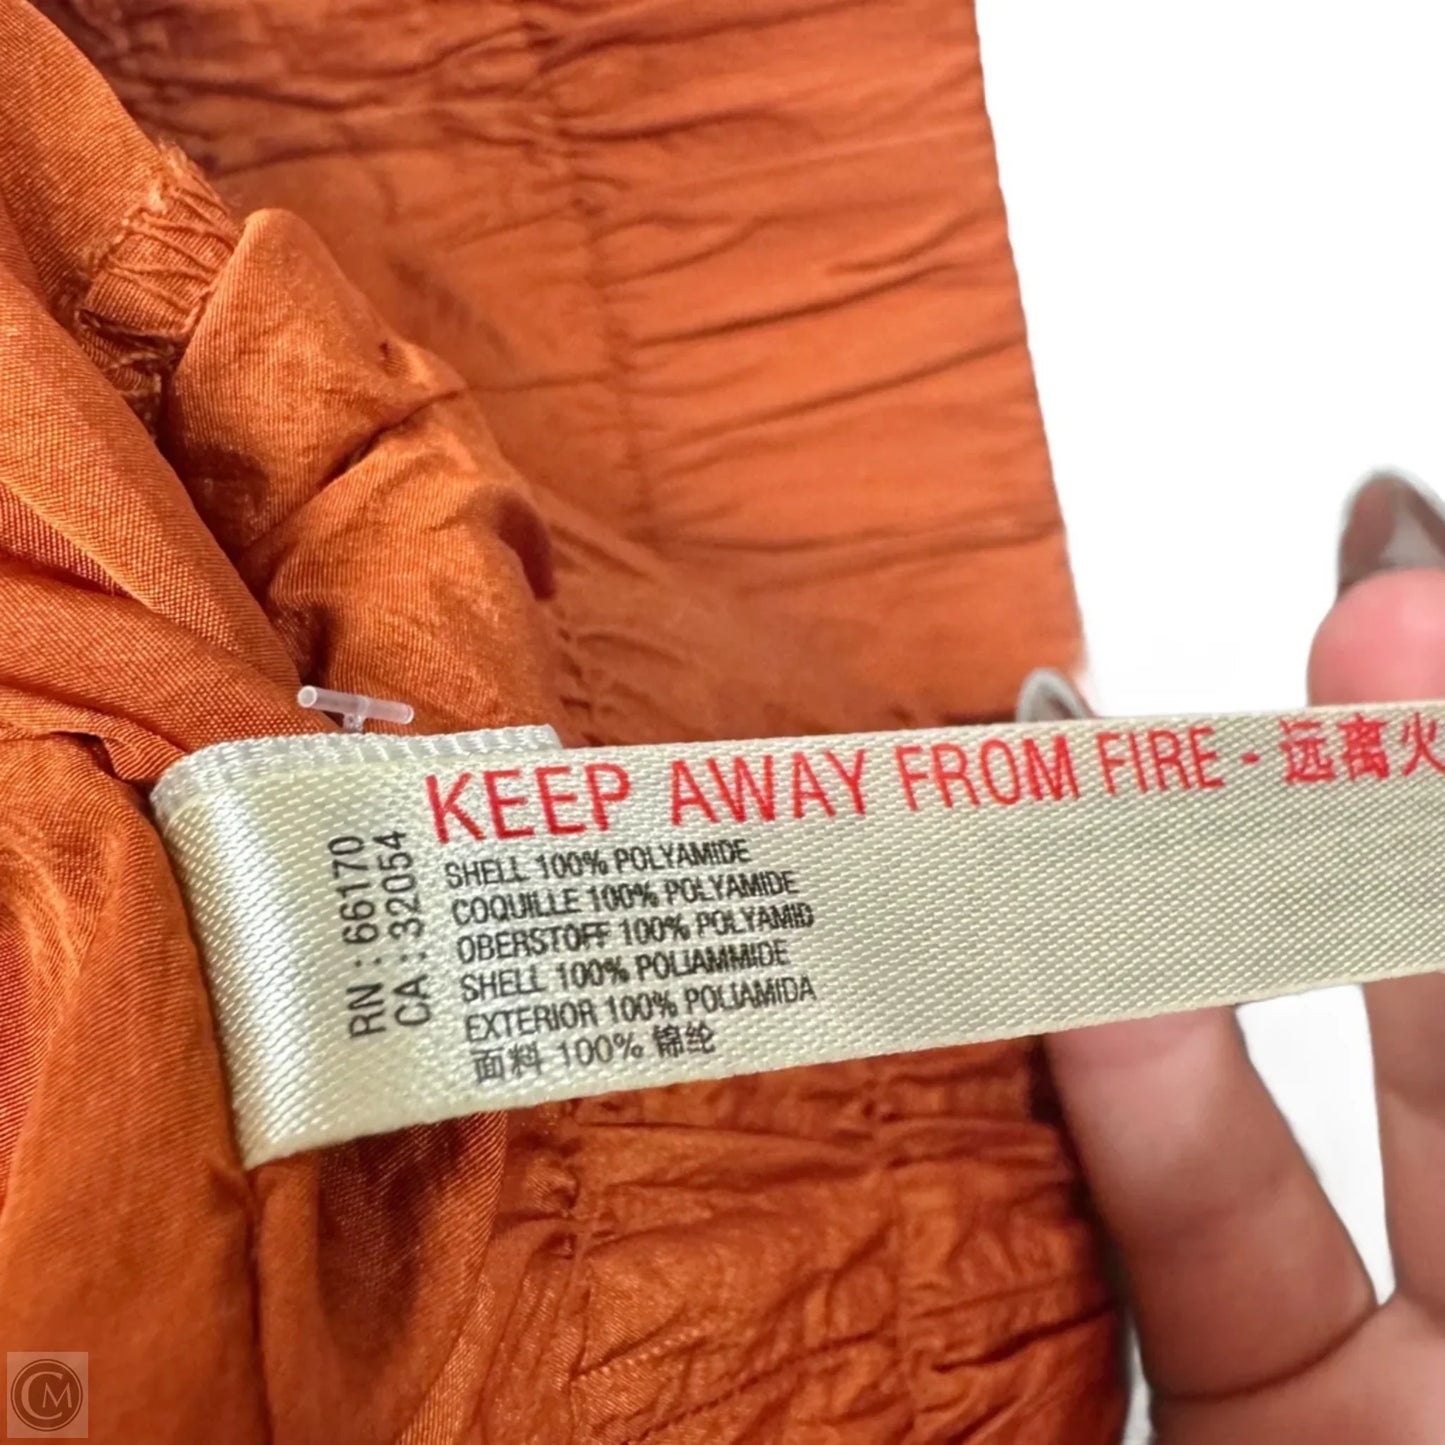 KEEP AWAY FROM FIRE - 远离火
RN : 66170
CA : 32054
SHELL 100% POLYAMIDE
COQUILLE 100% POLYAMIDE
OBERSTOFF 100% POLYAMID
SHELL 100% POLIAMMIDE
EXTERIOR 100% POLIAMIDA
面料 100% 锦纶
CM